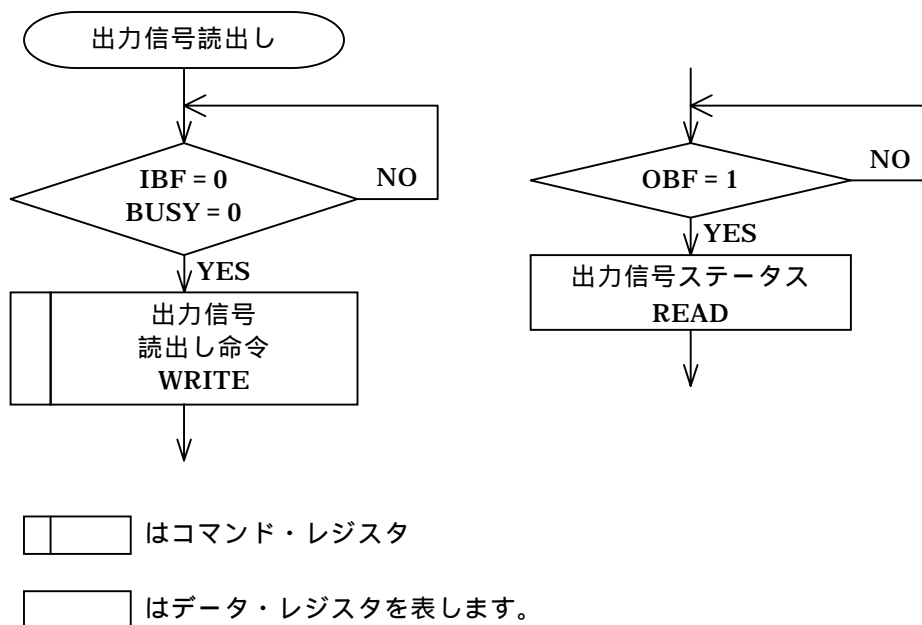 出力信号読出し
IBF = 0
BUSY = 0
NO
YES
出力信号
読出し命令
WRITE
OBF = 1
NO
YES
出力信号ステータス
READ
はコマンド・レジスタ
はデータ・レジスタを表します。